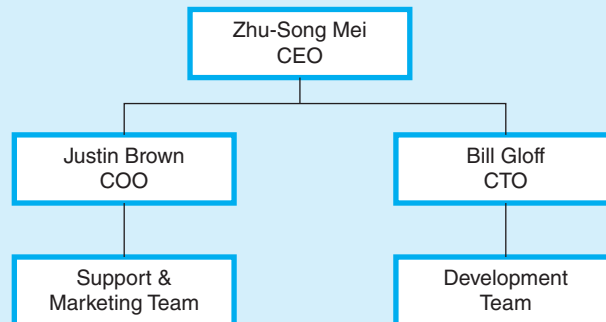 Zhu-Song Mei
CEO
Justin Brown
COO
Bill Gloff
CTO
Support &
Marketing Team
Development
Team